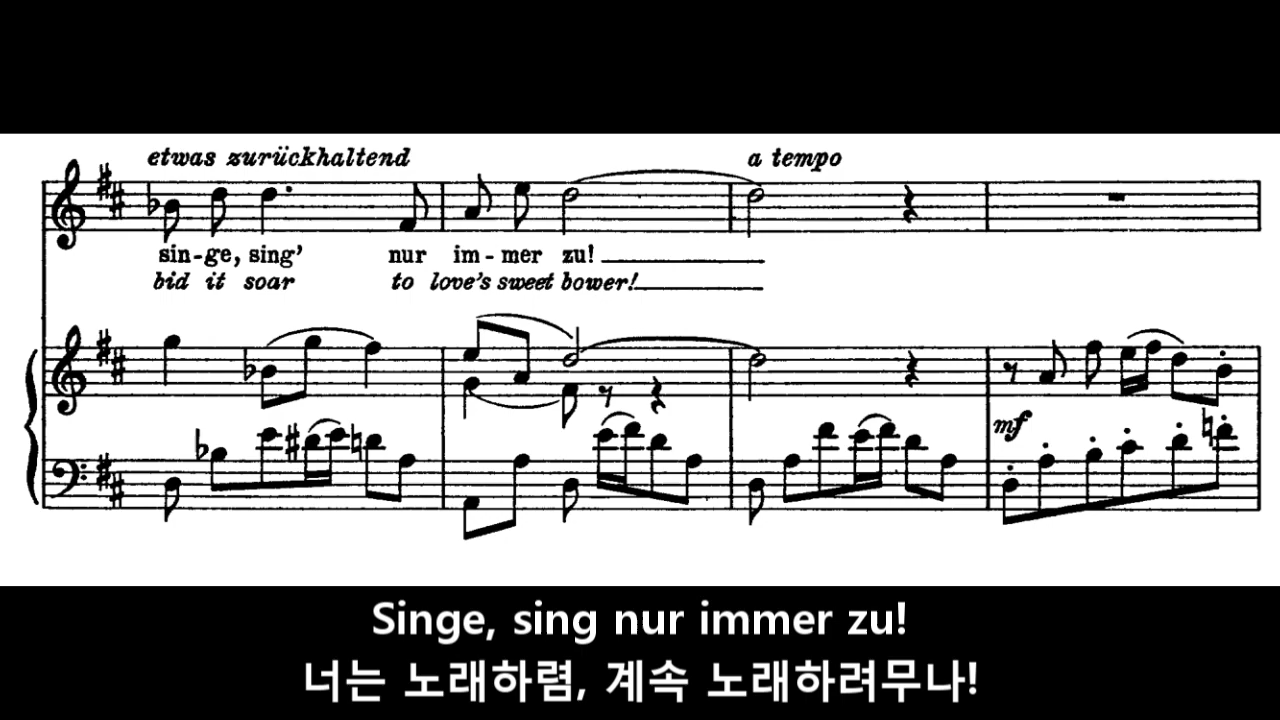 etwas zurückhaltend a tempo
sin-ge, sing' nur im-mer zu!
bid it soar to love's sweet bower!
mf
Singe, sing nur immer zu!
너는 노래하렴, 계속 노래하려무나!